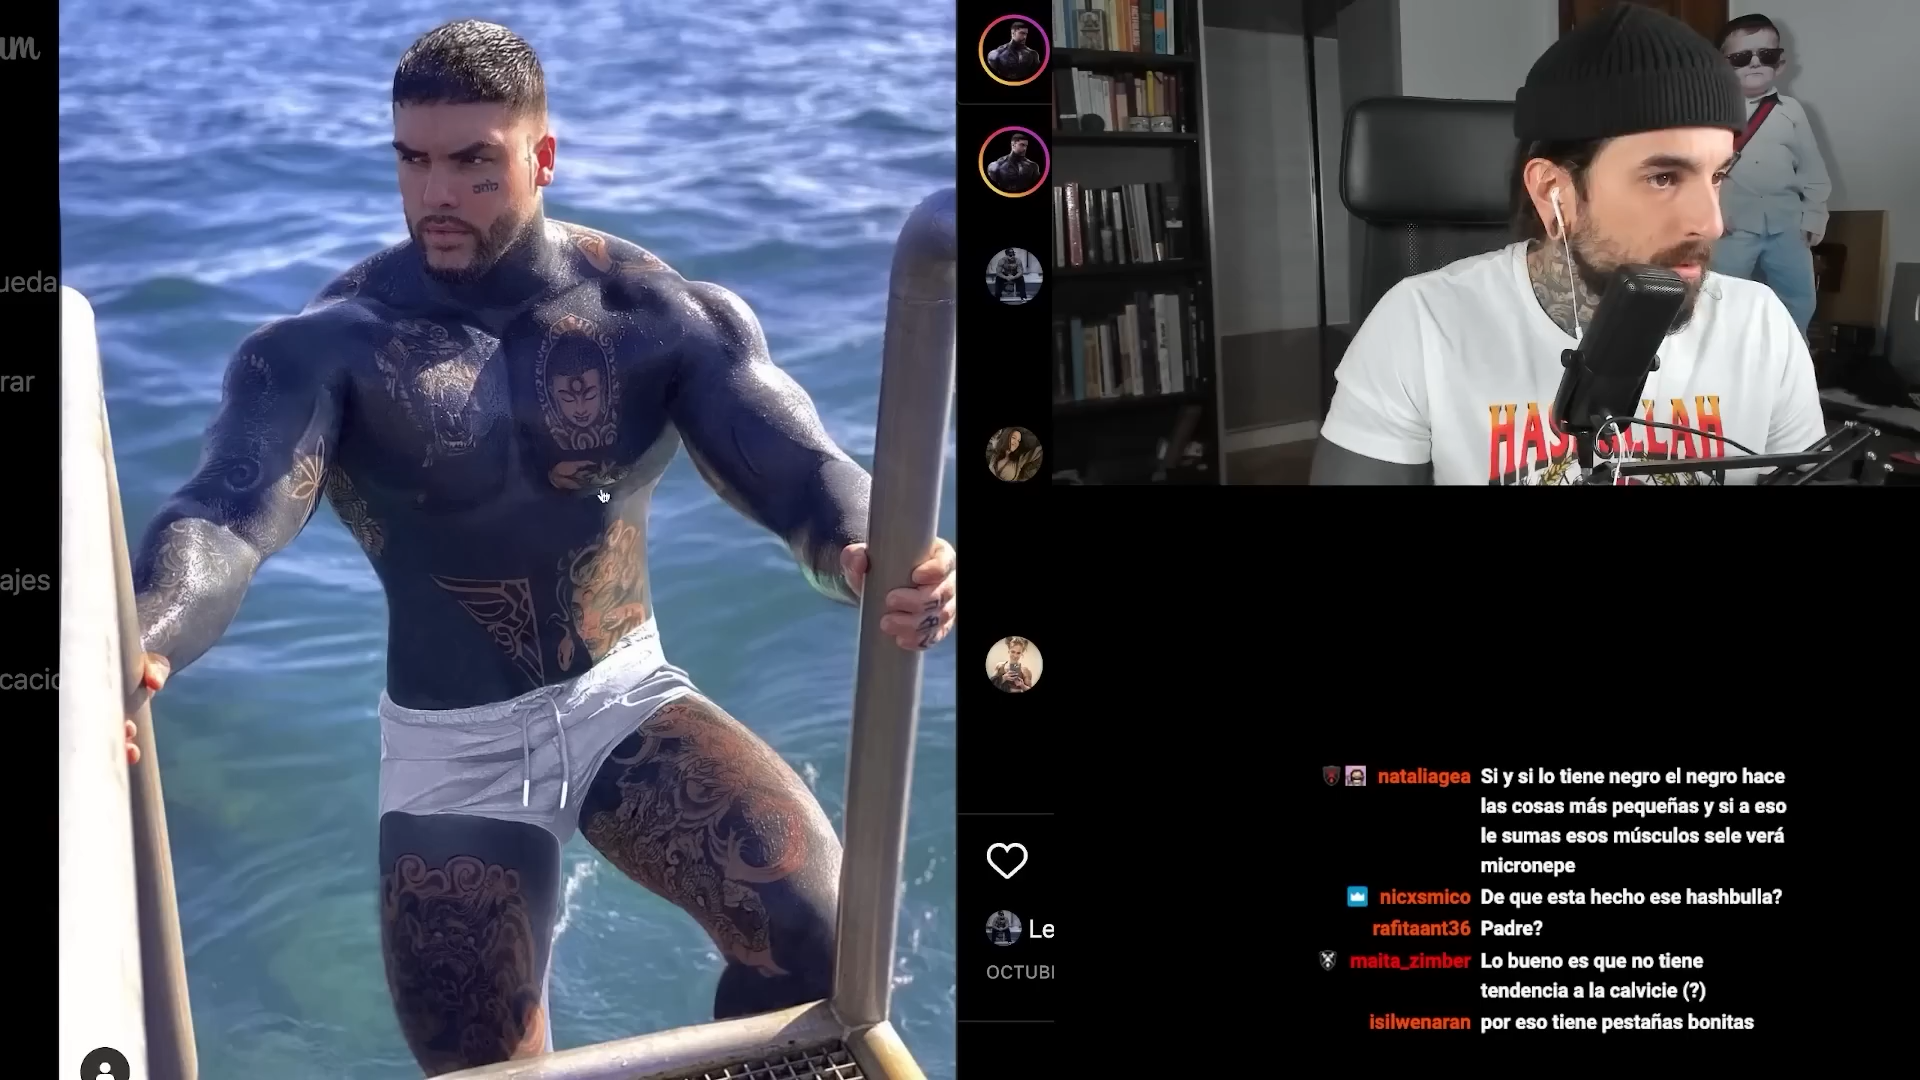 um
ueda
rar
ajes
cacio
Le
OCTUBI
nataliagea Si y si lo tiene negro el negro hace
las cosas más pequeñas y si a eso
le sumas esos músculos sele verá
micronepe
nicxsmico De que esta hecho ese hashbulla?
rafitaant36 Padre?
maita_zimber Lo bueno es que no tiene
tendencia a la calvicie (?)
isilwenaran por eso tiene pestañas bonitas